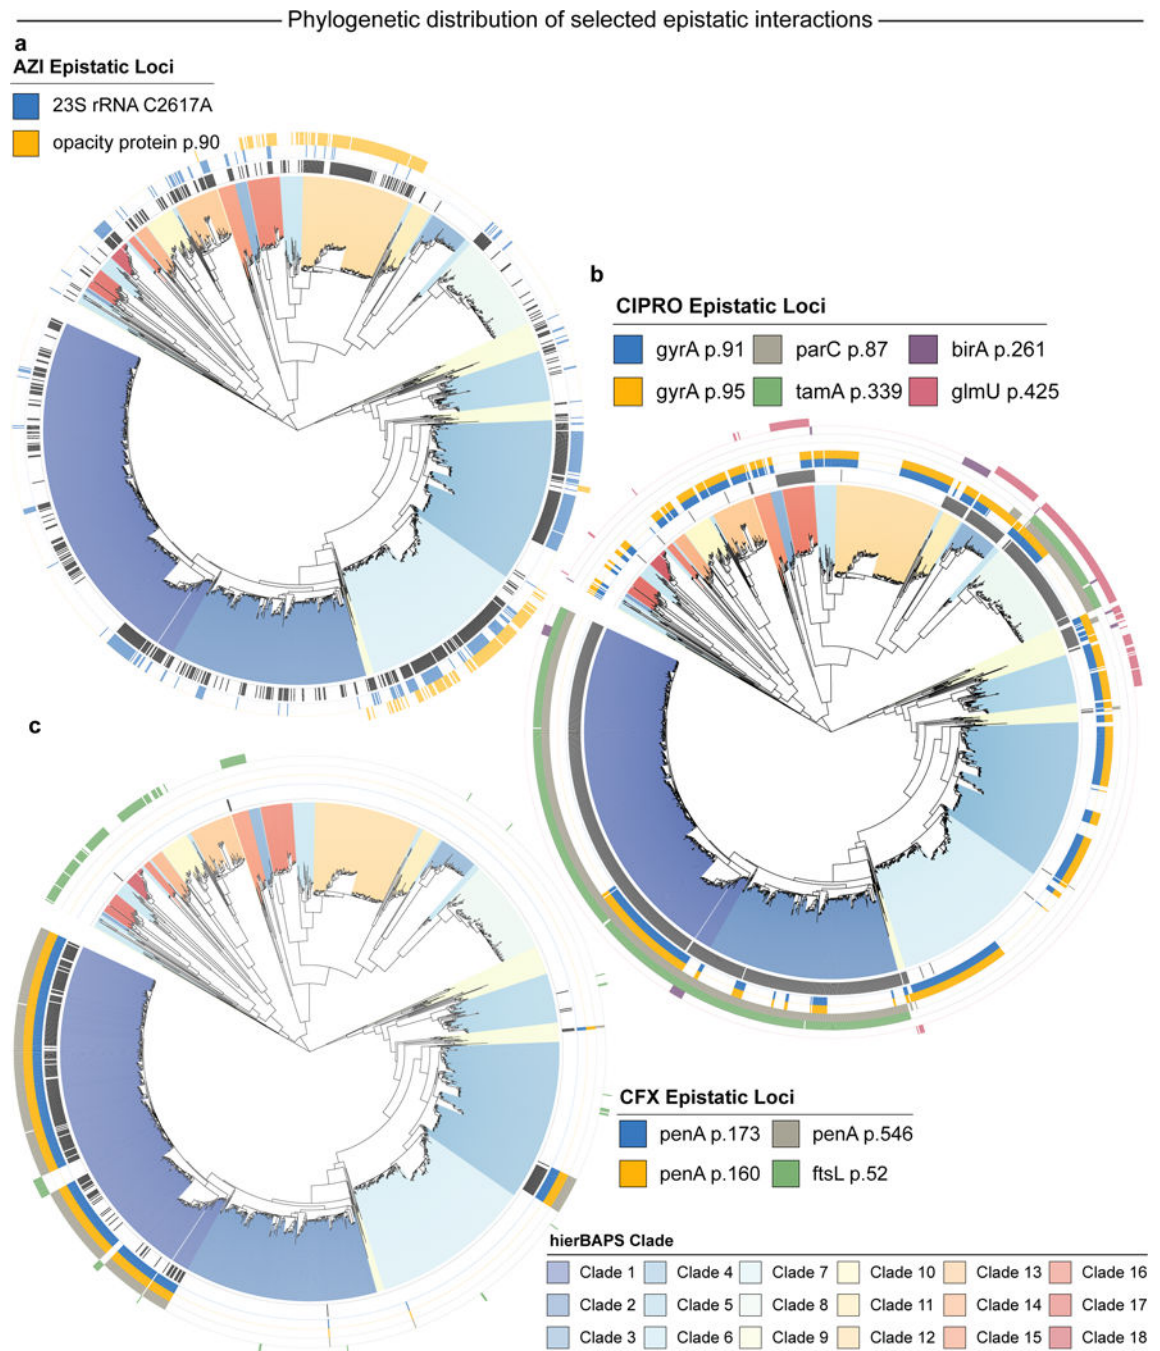 Phylogenetic distribution of selected epistatic interactions
a
AZI Epistatic Loci
23S rRNA C2617A
opacity protein p.90
b
CIPRO Epistatic Loci
gyrA p.91 parC p.87 birA p.261
gyrA p.95 tamA p.339 glmU p.425
c
CFX Epistatic Loci
penA p.173 penA p.546
penA p.160 ftsL p.52
hierBAPS Clade
Clade 1 Clade 4 Clade 7 Clade 10 Clade 13 Clade 16
Clade 2 Clade 5 Clade 8 Clade 11 Clade 14 Clade 17
Clade 3 Clade 6 Clade 9 Clade 12 Clade 15 Clade 18